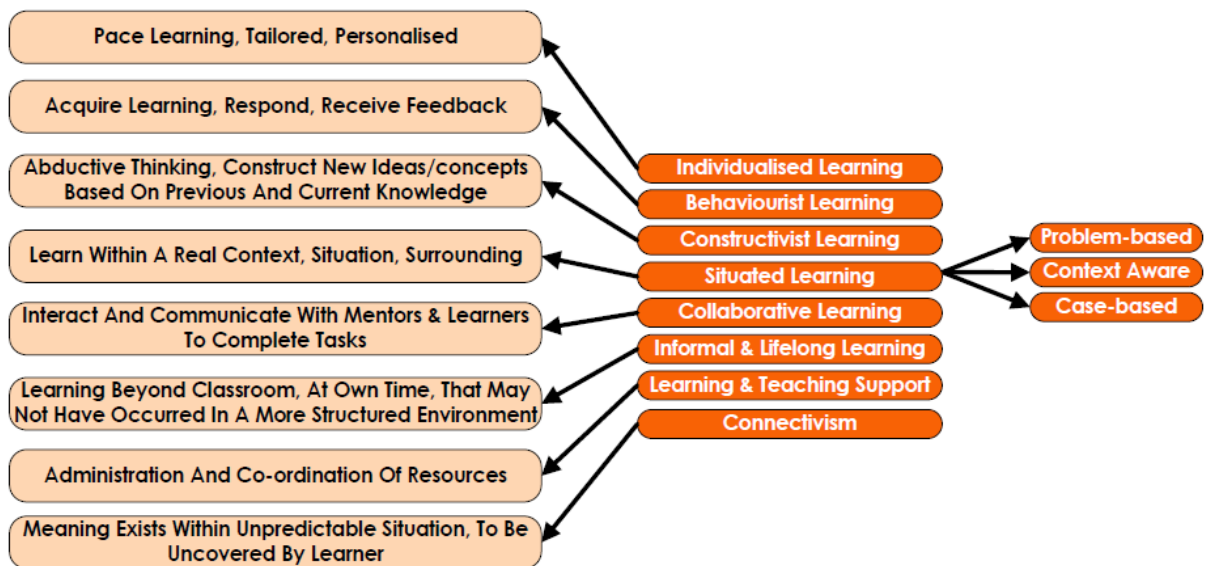 Pace Learning, Tailored, Personalised
Acquire Learning, Respond, Receive Feedback
Abductive Thinking, Construct New Ideas/concepts
Based On Previous And Current Knowledge
Learn Within A Real Context, Situation, Surrounding
Interact And Communicate With Mentors & Learners
To Complete Tasks
Learning Beyond Classroom, At Own Time, That May
Not Have Occurred In A More Structured Environment
Administration And Co-ordination Of Resources
Meaning Exists Within Unpredictable Situation, To Be
Uncovered By Learner
Individualised Learning
Behaviourist Learning
Constructivist Learning
Situated Learning
Collaborative Learning
Informal & Lifelong Learning
Learning & Teaching Support
Connectivism
Problem-based
Context Aware
Case-based